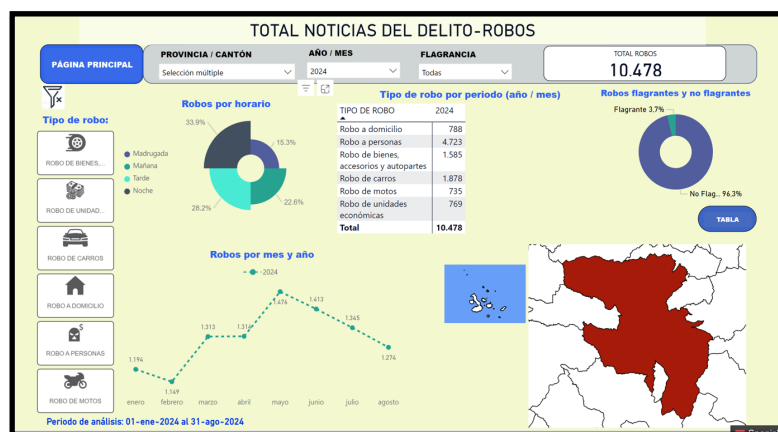 TOTAL NOTICIAS DEL DELITO-ROBOS
PÁGINA PRINCIPAL
PROVINCIA / CANTÓN
Selección múltiple
AÑO / MES
2024
FLAGRANCIA
Todas
TOTAL ROBOS
10.478
Tipo de robo:
ROBO DE BIENES,...
ROBO DE UNIDAD...
ROBO DE CARROS
ROBO A DOMICILIO
ROBO A PERSONAS
ROBO DE MOTOS
Robos por horario
33.9%
15.3%
28.2%
22.6%
Madrugada
Mañana
Tarde
Noche
Tipo de robo por periodo (año / mes)
TIPO DE ROBO 2024
Robo a domicilio 788
Robo a personas 4.723
Robo de bienes, 1.585
accesorios y autopartes
Robo de carros 1.878
Robo de motos 735
Robo de unidades 769
económicas
Total 10.478
Robos flagrantes y no flagrantes
Flagrante 3,7%
No Flag... 96,3%
TABLA
Robos por mes y año
2024
1.194
1.149
1.313
1.314
1.476
1.413
1.345
1.274
enero febrero marzo abril mayo junio julio agosto
Periodo de análisis: 01-ene-2024 al 31-ago-2024